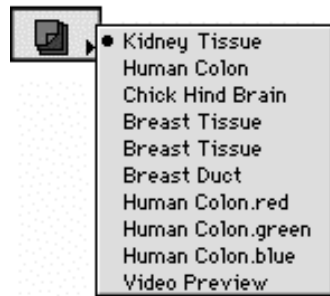 Kidney Tissue
Human Colon
Chick Hind Brain
Breast Tissue
Breast Tissue
Breast Duct
Human Colon.red
Human Colon.green
Human Colon.blue
Video Preview